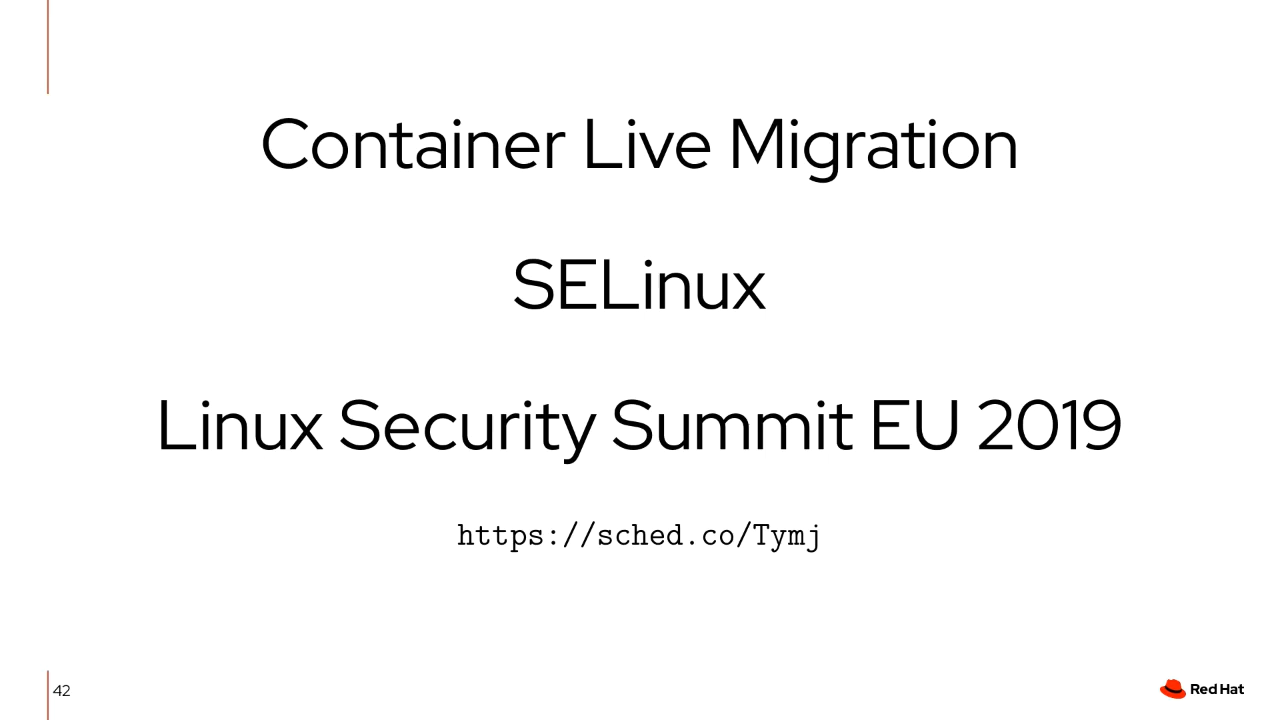 Container Live Migration
SELinux
Linux Security Summit EU 2019
https://sched.co/Tymj
42
Red Hat